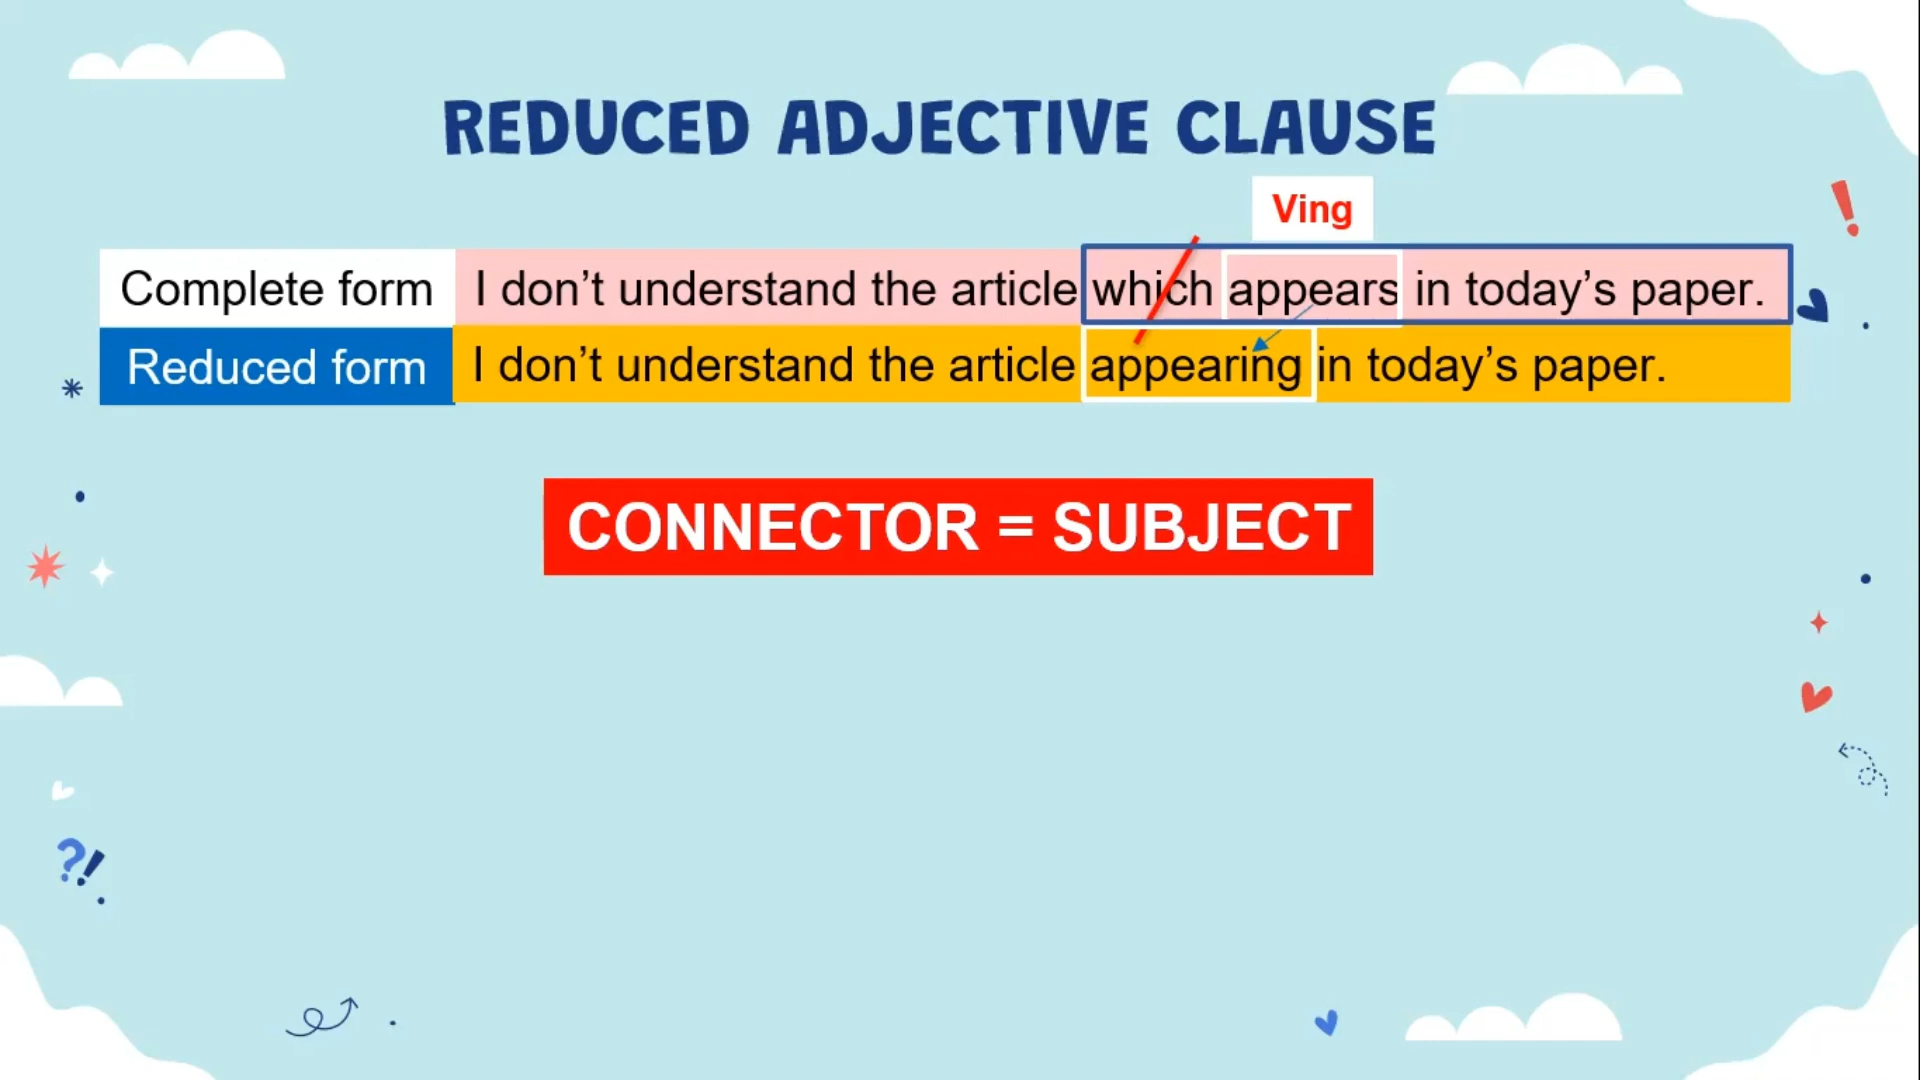 REDUCED ADJECTIVE CLAUSE
Ving
Complete form I don’t understand the article which appears in today’s paper.
Reduced form I don’t understand the article appearing in today’s paper.
CONNECTOR = SUBJECT
?!
!